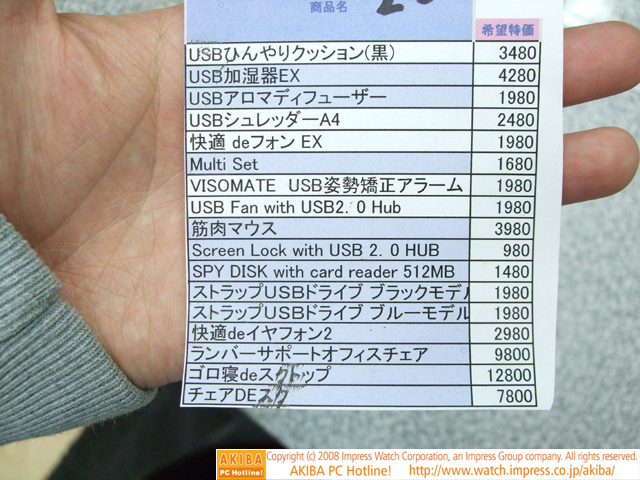 商品名
希望特価
USBひんやりクッション(黒) 3480
USB加湿器EX 4280
USBアロマディフューザー 1980
USBシュレッダーA4 2480
快適 deフォン EX 1980
Multi Set 1680
VISOMATE USB姿勢矯正アラーム 1980
USB Fan with USB2.0 Hub 1980
筋肉マウス 3980
Screen Lock with USB 2.0 HUB 980
SPY DISK with card reader 512MB 1480
ストラップUSBドライブ ブラックモデル 1980
ストラップUSBドライブ ブルーモデル 1980
快適deイヤフォン2 2980
ランバーサポートオフィスチェア 9800
ゴロ寝deスクトップ 12800
チェアDEスク 7800
AKIBA PC Hotline!
Copyright (c) 2008 Impress Watch Corporation, an Impress Group company. All rights reserved.
AKIBA PC Hotline! http://www.watch.impress.co.jp/akiba/